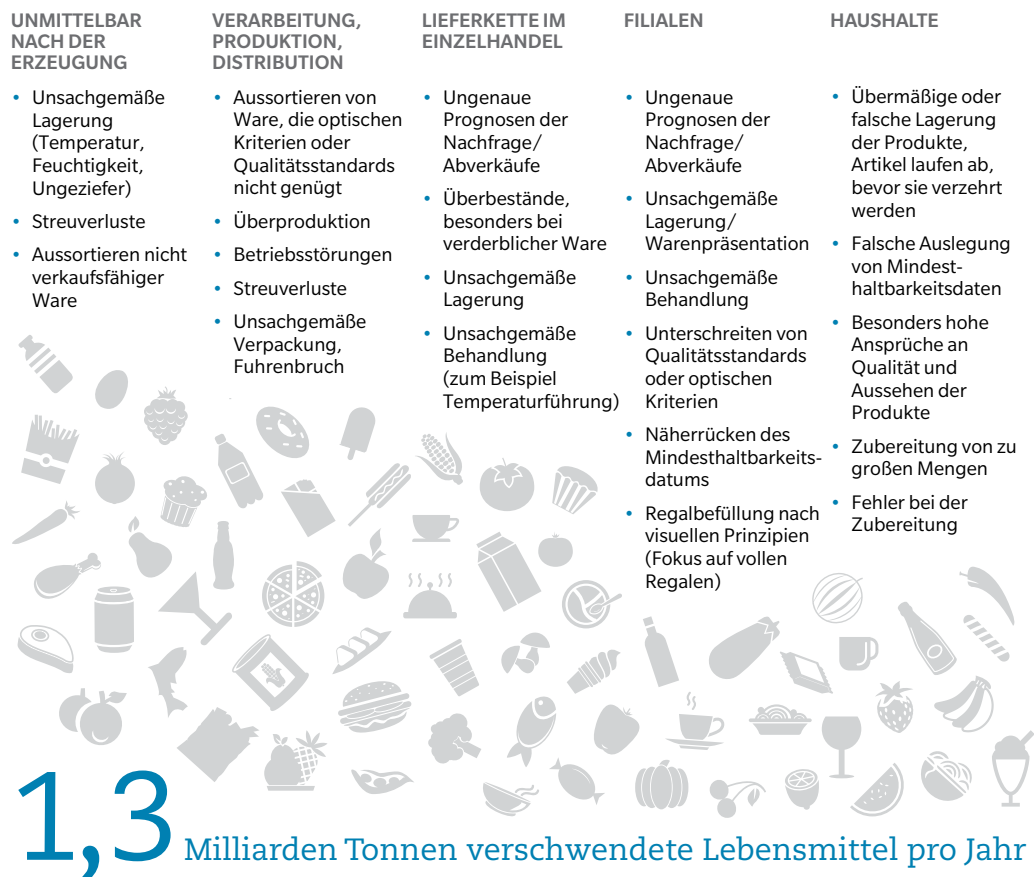 UNMITTELBAR
NACH DER
ERZEUGUNG
• Unsachgemäße
Lagerung
(Temperatur,
Feuchtigkeit,
Ungeziefer)
• Streuverluste
• Aussortieren nicht
verkaufsfähiger
Ware
VERARBEITUNG,
PRODUKTION,
DISTRIBUTION
• Aussortieren von
Ware, die optischen
Kriterien oder
Qualitätsstandards
nicht genügt
• Überproduktion
• Betriebsstörungen
• Streuverluste
• Unsachgemäße
Verpackung,
Fuhrenbruch
LIEFERKETTE IM
EINZELHANDEL
• Ungenaue
Prognosen der
Nachfrage/
Abverkäufe
• Überbestände,
besonders bei
verderblicher Ware
• Unsachgemäße
Lagerung
• Unsachgemäße
Behandlung
(zum Beispiel
Temperaturführung)
FILIALEN
• Ungenaue
Prognosen der
Nachfrage/
Abverkäufe
• Unsachgemäße
Lagerung/
Warenpräsentation
• Unsachgemäße
Behandlung
• Unterschreiten von
Qualitätsstandards
oder optischen
Kriterien
• Näherrücken des
Mindesthaltbarkeits-
datums
• Regalbefüllung nach
visuellen Prinzipien
(Fokus auf vollen
Regalen)
HAUSHALTE
• Übermäßige oder
falsche Lagerung
der Produkte,
Artikel laufen ab,
bevor sie verzehrt
werden
• Falsche Auslegung
von Mindest-
haltbarkeitsdaten
• Besonders hohe
Ansprüche an
Qualität und
Aussehen der
Produkte
• Zubereitung von zu
großen Mengen
• Fehler bei der
Zubereitung
1,3 Milliarden Tonnen verschwendete Lebensmittel pro Jahr